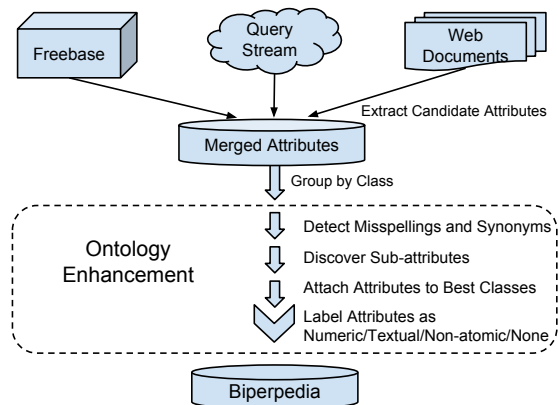 Freebase
Query
Stream
Web
Documents
Extract Candidate Attributes
Merged Attributes
Group by Class
Ontology
Enhancement
Detect Misspellings and Synonyms
Discover Sub-attributes
Attach Attributes to Best Classes
Label Attributes as
Numeric/Textual/Non-atomic/None
Biperpedia